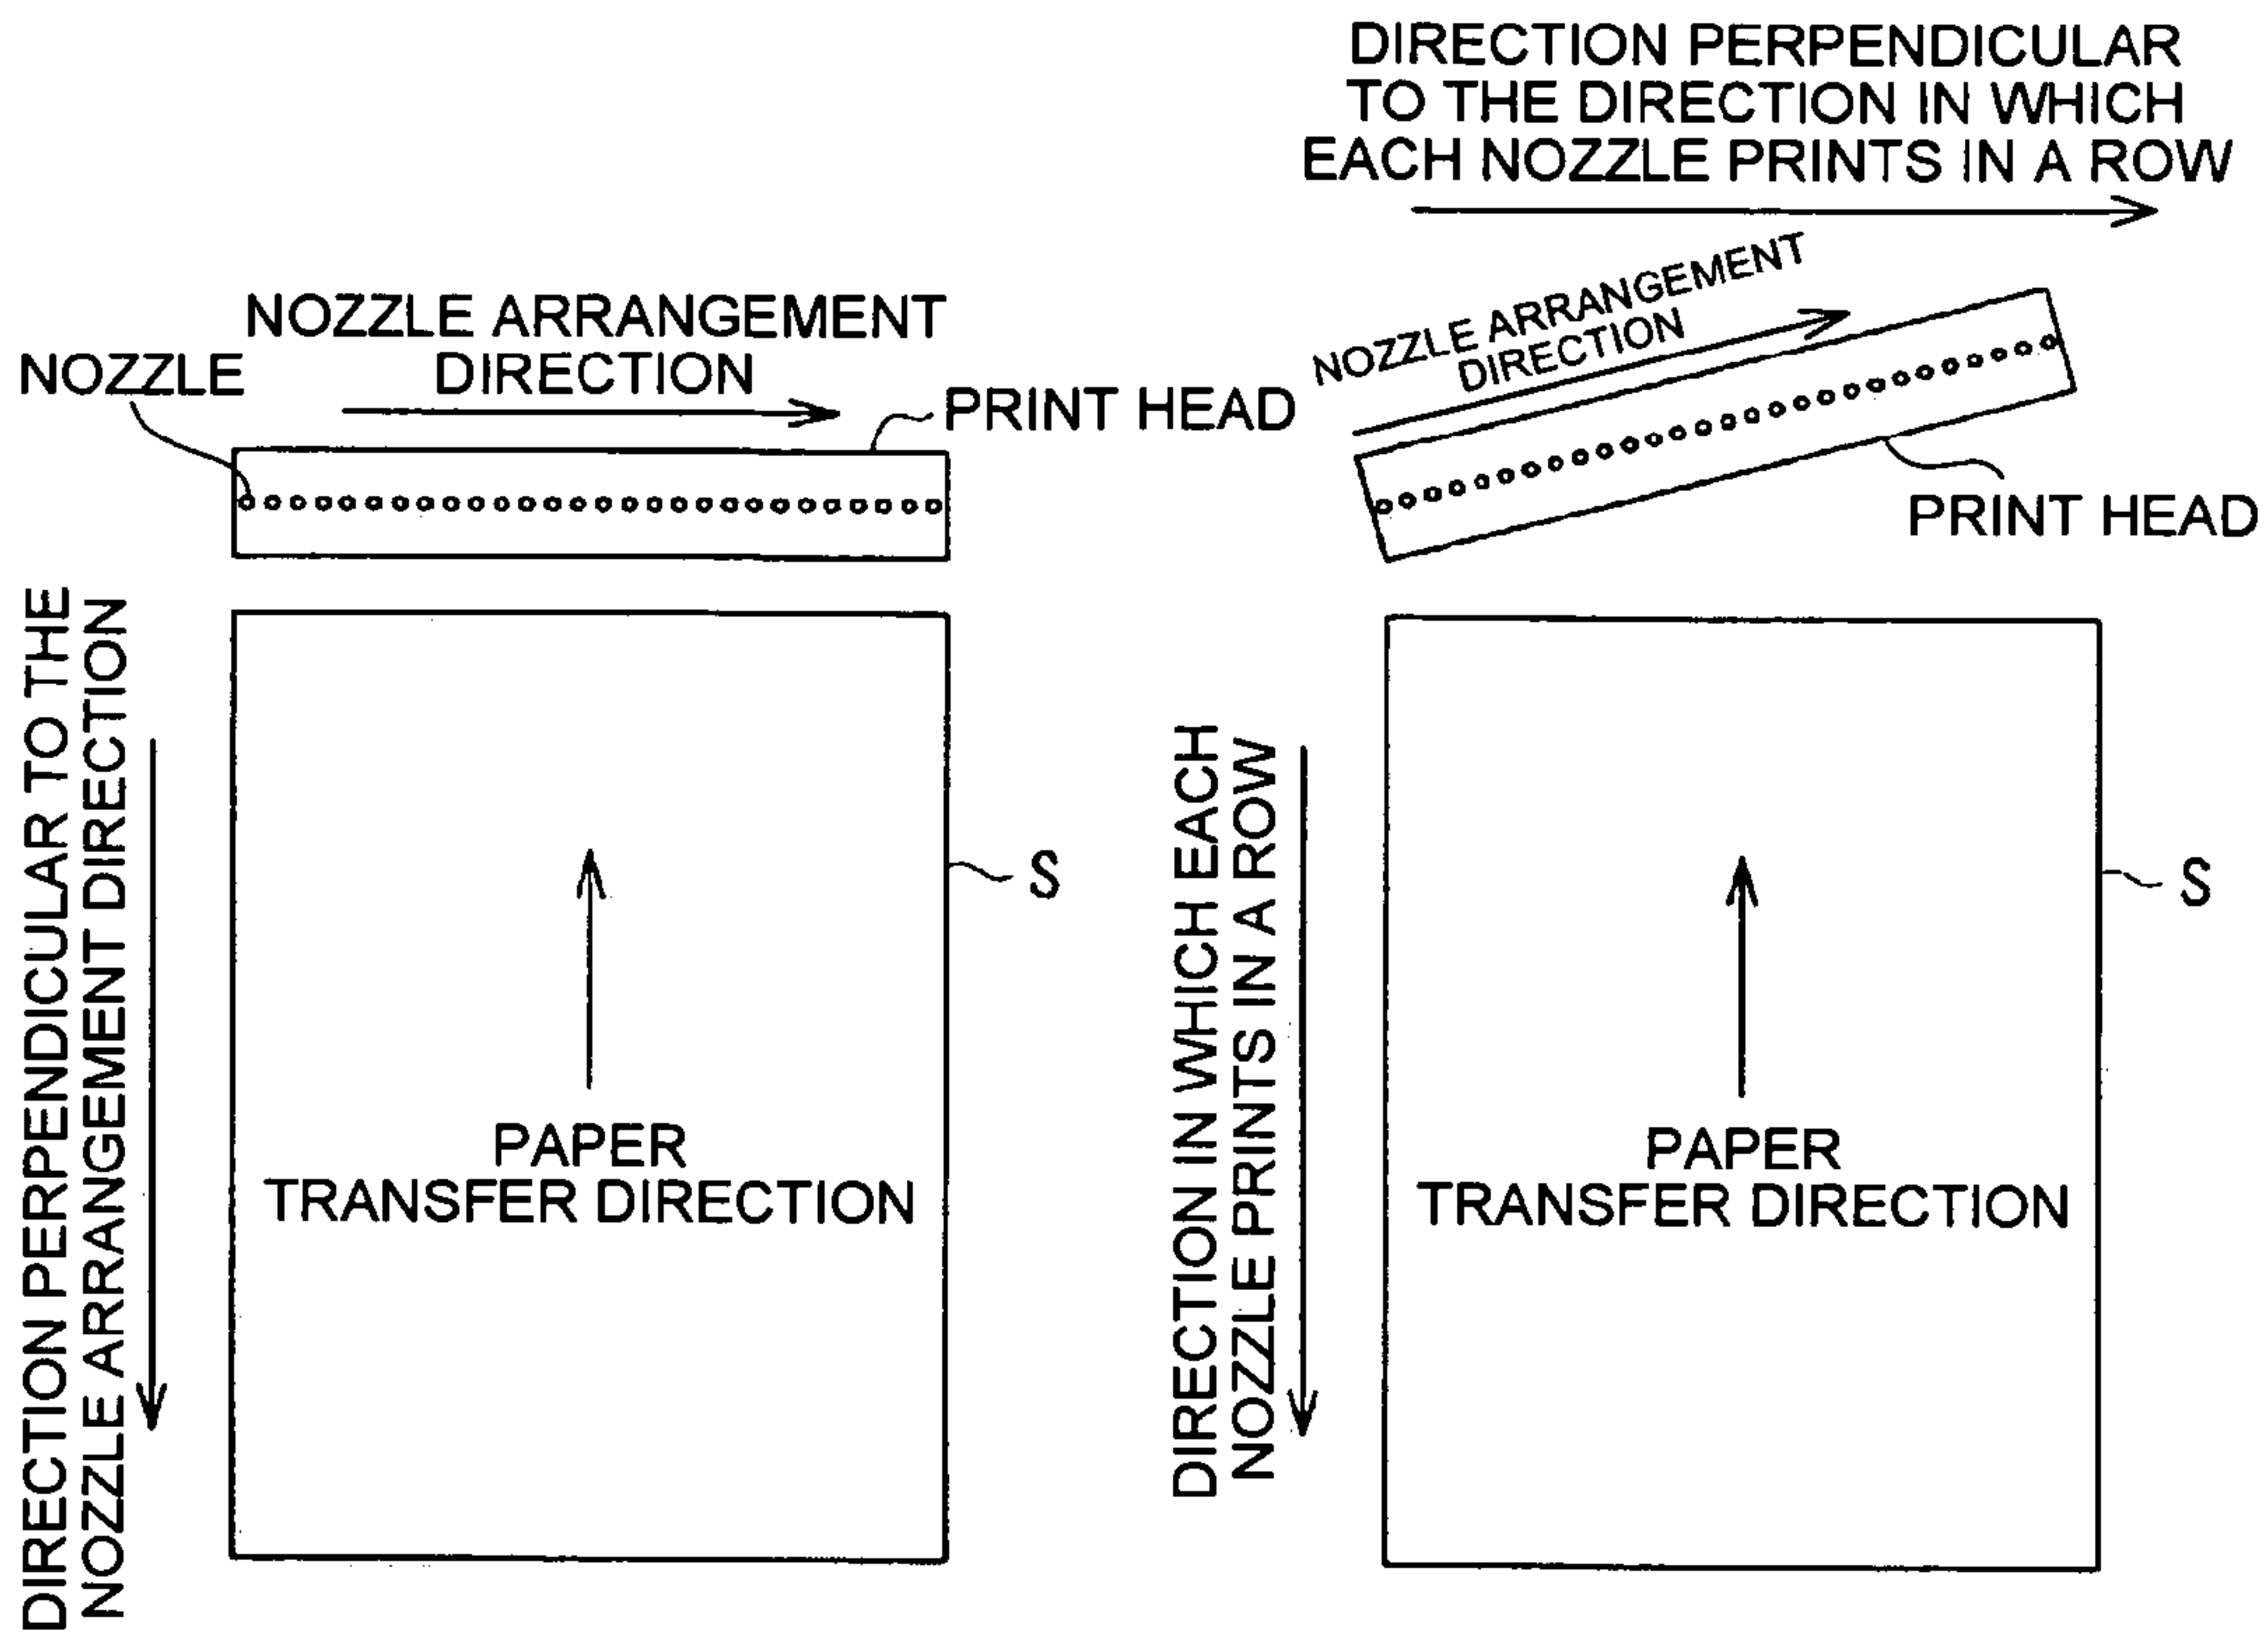 DIRECTION PERPENDICULAR
TO THE DIRECTION IN WHICH
EACH NOZZLE PRINTS IN A ROW
NOZZLE ARRANGEMENT
DIRECTION
NOZZLE
PRINT HEAD
NOZZLE ARRANGEMENT
DIRECTION
PRINT HEAD
DIRECTION PERPENDICULAR TO THE
NOZZLE ARRANGEMENT DIRECTION
S
PAPER
TRANSFER DIRECTION
DIRECTION IN WHICH EACH
NOZZLE PRINTS IN A ROW
S
PAPER
TRANSFER DIRECTION